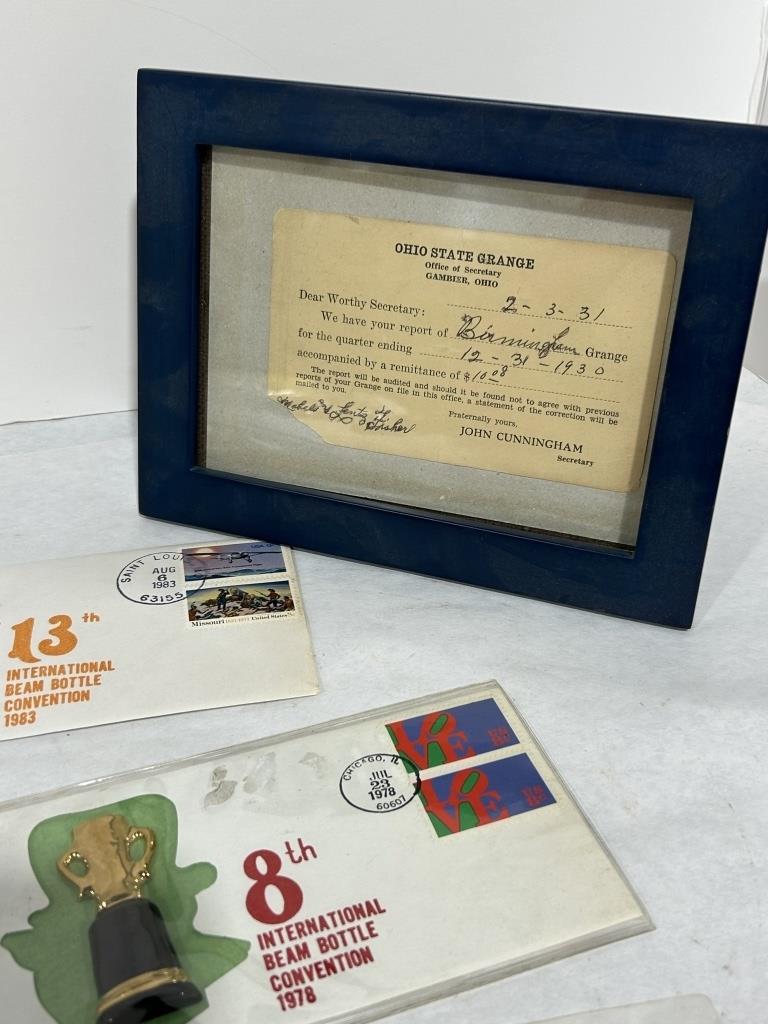 OHIO STATE GRANGE
Office of Secretary
GAMBIER, OHIO
2-3-31
Dear Worthy Secretary:
We have your report of Birmingham Grange
for the quarter ending 12-31-1930
accompanied by a remittance of $10.08
The report will be audited and should it be found not to agree with previous
reports of your Grange on file in this office, a statement of the correction will be
mailed to you.
Fraternally yours,
JOHN CUNNINGHAM
Secretary
Fisher
SAINT LOUI
AUG
6
1983
63155
USA
Missouri 1821-1971 United States
13th
INTERNATIONAL
BEAM BOTTLE
CONVENTION
1983
CHICAGO, IL
JUL
23
1978
60607
LOVE
LOVE
8th
INTERNATIONAL
BEAM BOTTLE
CONVENTION
1978